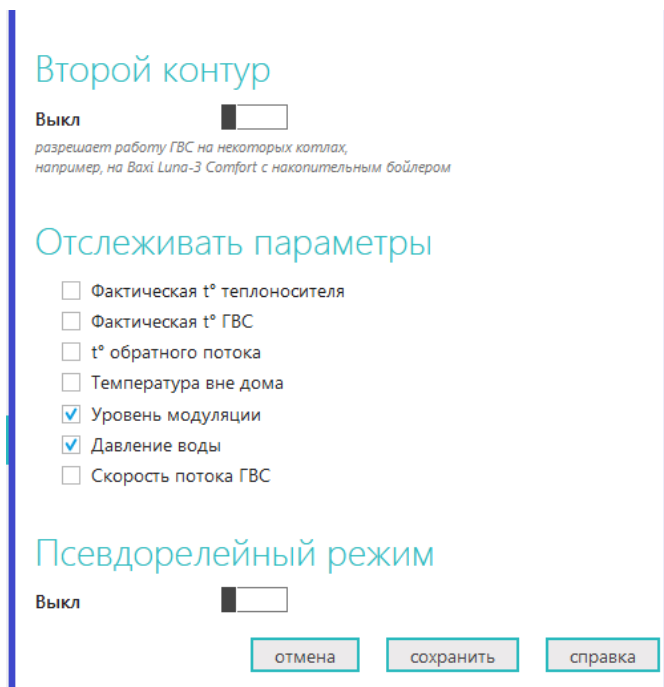 Второй контур
Выкл
разрешает работу ГВС на некоторых котлах,
например, на Baxi Luna-3 Comfort с накопительным бойлером
Отслеживать параметры
Фактическая t° теплоносителя
Фактическая t° ГВС
t° обратного потока
Температура вне дома
Уровень модуляции
Давление воды
Скорость потока ГВС
Псевдорелейный режим
Выкл
отмена сохранить справка